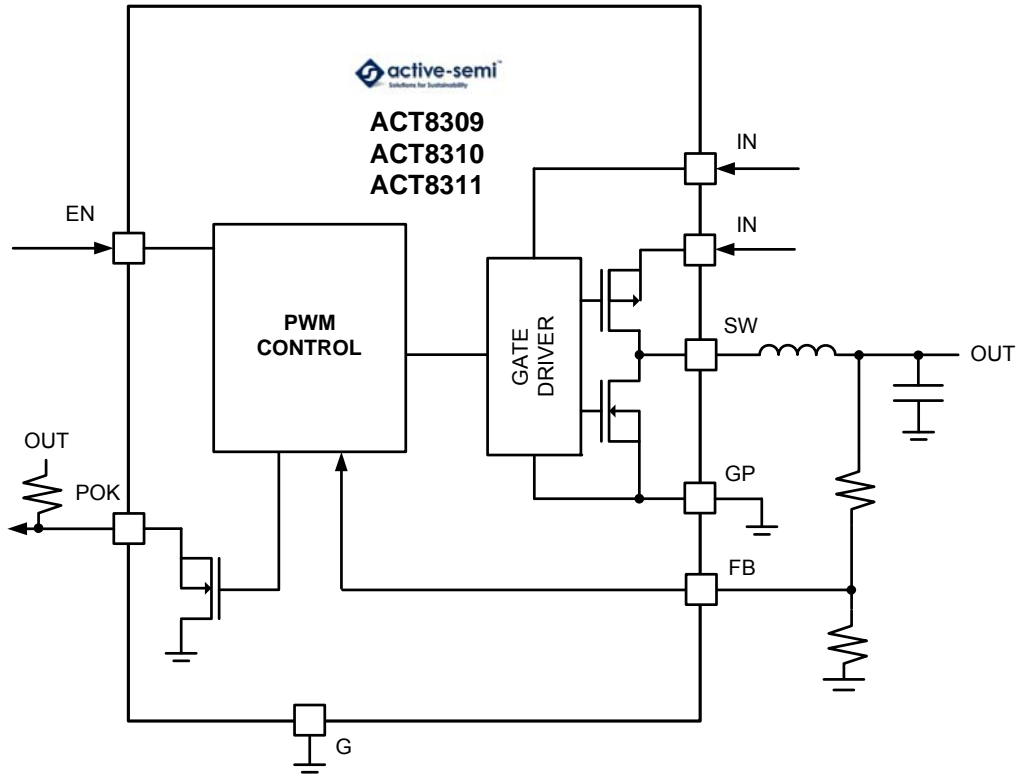 active-semi™
Solutions for Sustainability
ACT8309
ACT8310
ACT8311
IN
EN
IN
PWM
CONTROL
GATE
DRIVER
SW
OUT
OUT
POK
GP
FB
G